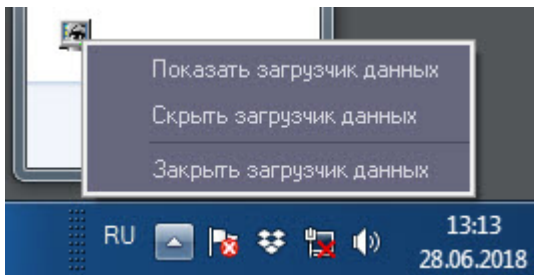 Показать загрузчик данных
Скрыть загрузчик данных
Закрыть загрузчик данных
RU
13:13
28.06.2018